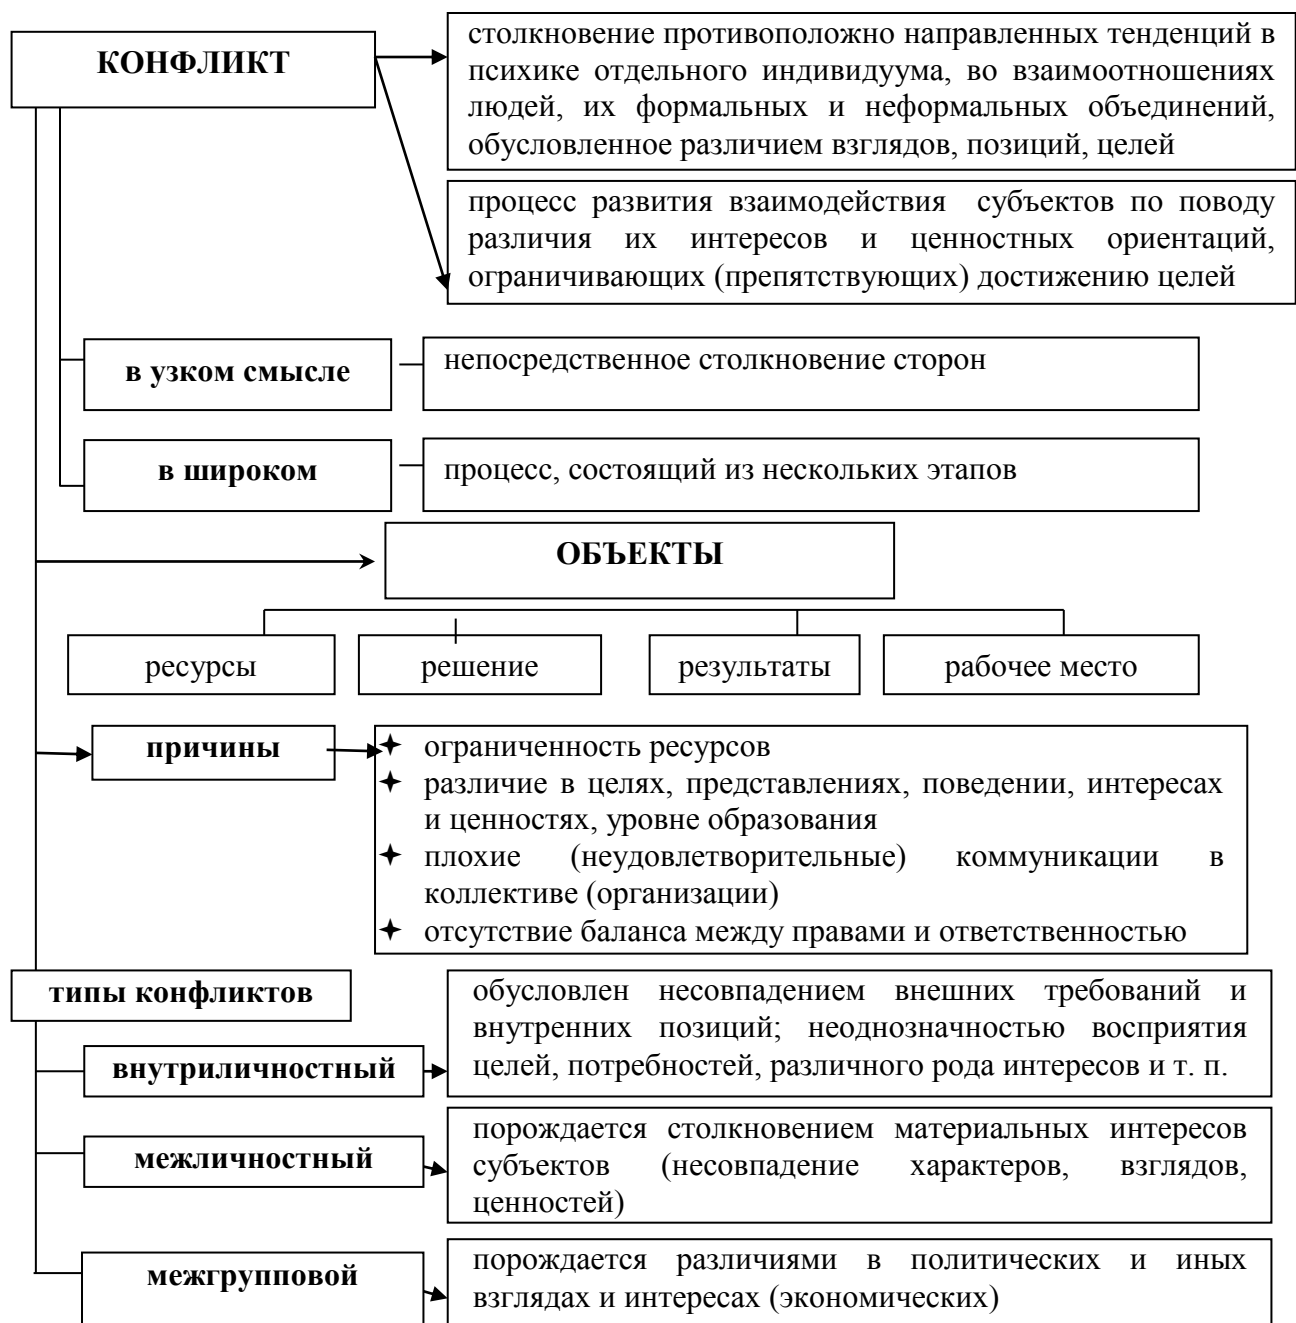 КОНФЛИКТ
столкновение противоположно направленных тенденций в
психике отдельного индивидуума, во взаимоотношениях
людей, их формальных и неформальных объединений,
обусловленное различием взглядов, позиций, целей
процесс развития взаимодействия субъектов по поводу
различия их интересов и ценностных ориентаций,
ограничивающих (препятствующих) достижению целей
в узком смысле
непосредственное столкновение сторон
в широком
процесс, состоящий из нескольких этапов
ОБЪЕКТЫ
ресурсы
решение
результаты
рабочее место
причины
ограниченность ресурсов
различие в целях, представлениях, поведении, интересах
и ценностях, уровне образования
плохие (неудовлетворительные) коммуникации в
коллективе (организации)
отсутствие баланса между правами и ответственностью
типы конфликтов
внутриличностный
обусловлен несовпадением внешних требований и
внутренних позиций; неоднозначностью восприятия
целей, потребностей, различного рода интересов и т. п.
межличностный
порождается столкновением материальных интересов
субъектов (несовпадение характеров, взглядов,
ценностей)
межгрупповой
порождается различиями в политических и иных
взглядах и интересах (экономических)